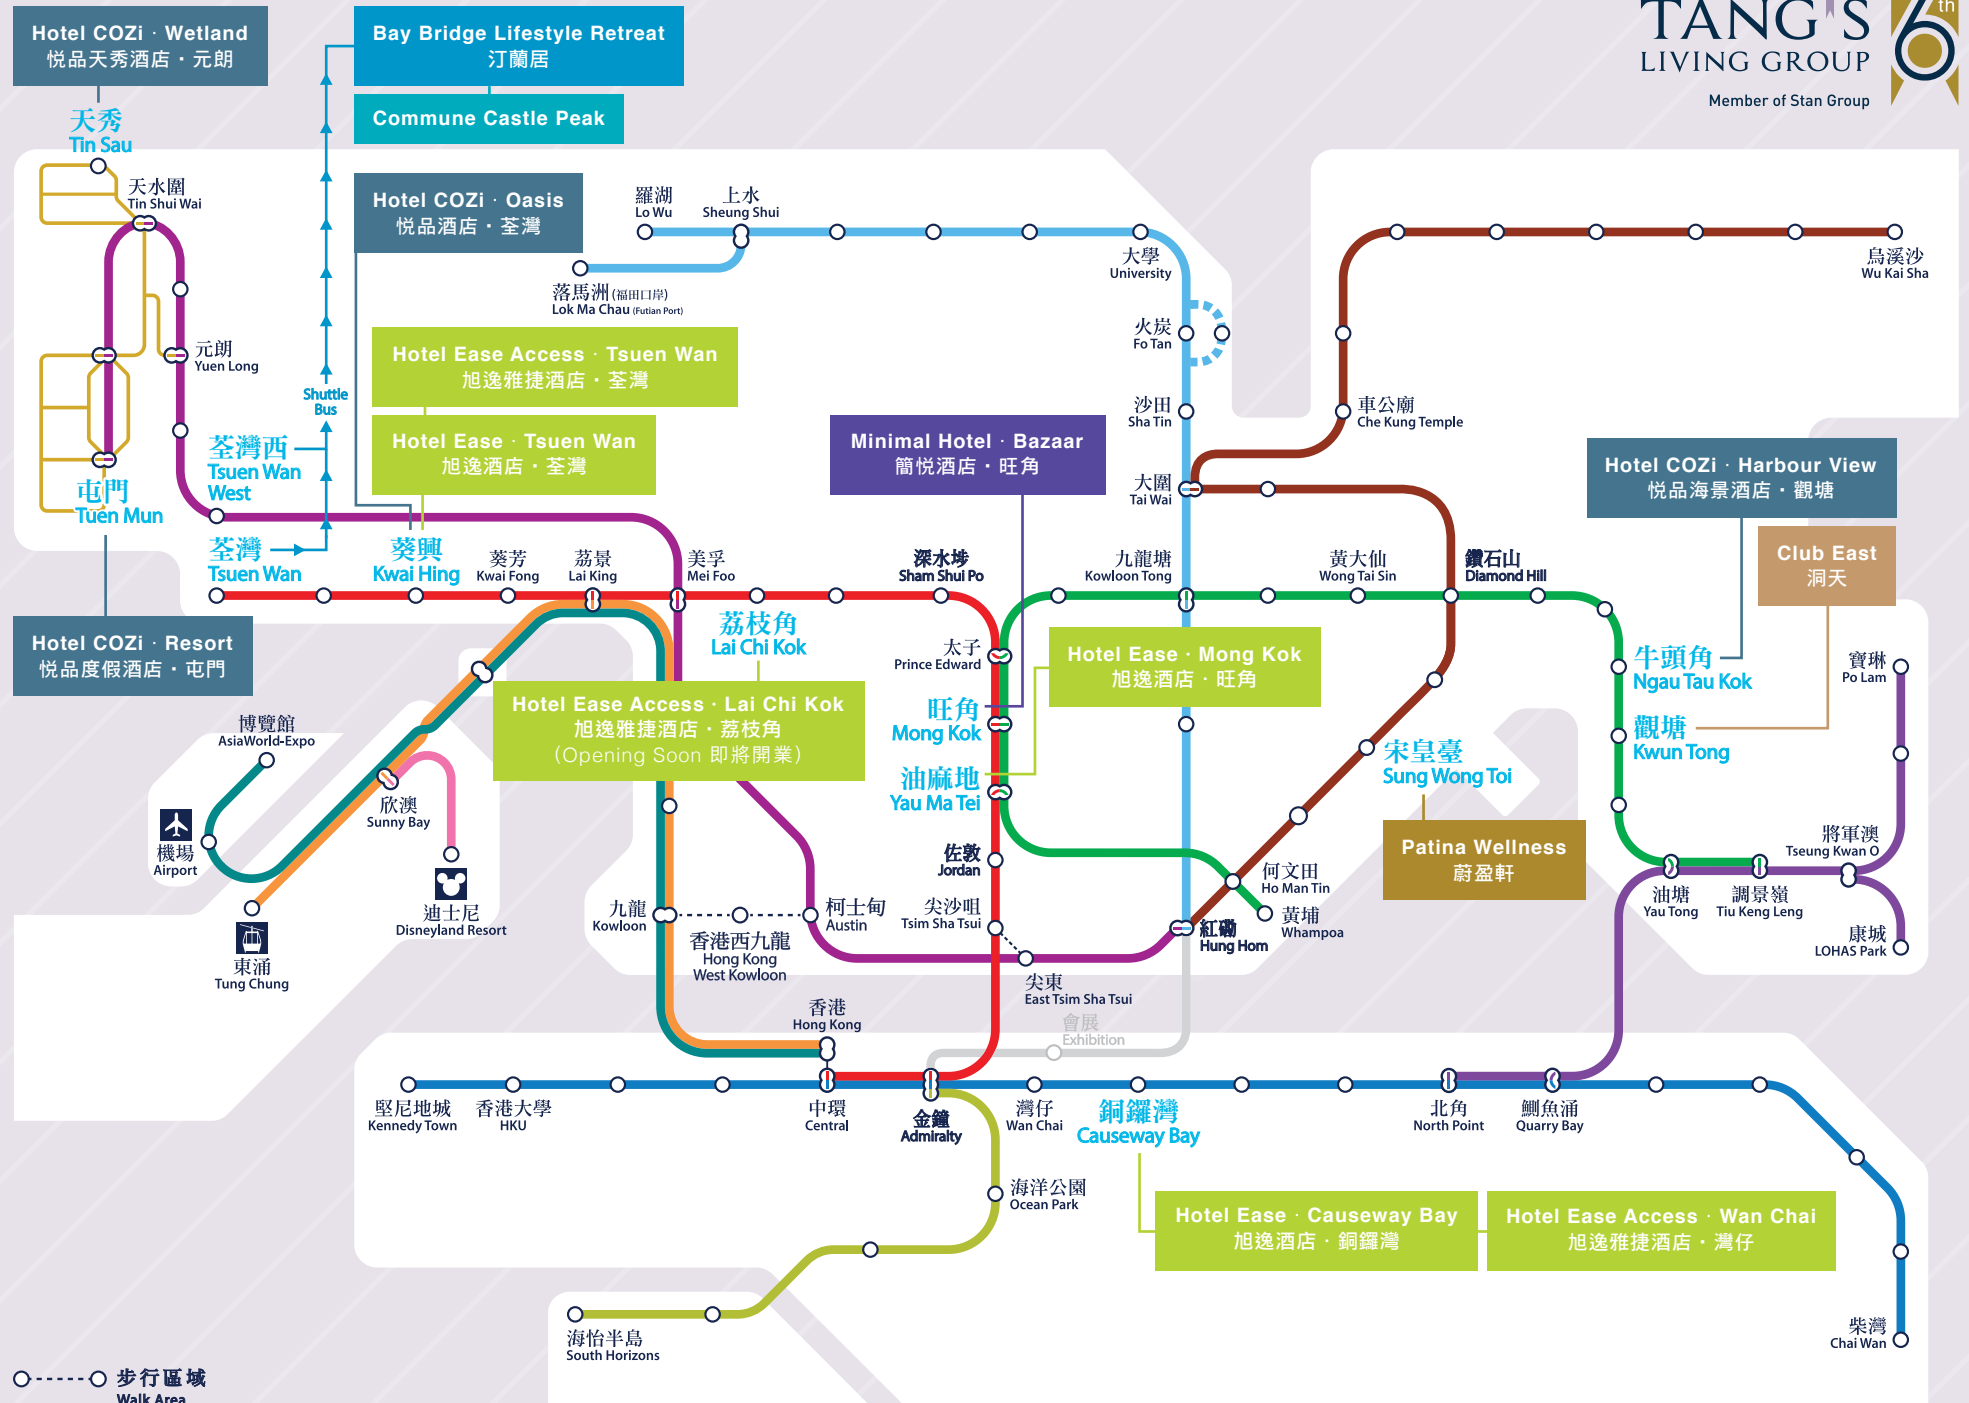 Hotel COZi · Wetland
悦品天秀酒店・元朗
Bay Bridge Lifestyle Retreat
汀蘭居
Commune Castle Peak
TANG'S
LIVING GROUP
Member of Stan Group
6th
天秀
Tin Sau
天水圍
Tin Shui Wai
Hotel COZi · Oasis
悦品酒店・荃灣
羅湖
Lo Wu
上水
Sheung Shui
落馬洲(福田口岸)
Lok Ma Chau (Futian Port)
大學
University
烏溪沙
Wu Kai Sha
火炭
Fo Tan
元朗
Yuen Long
Hotel Ease Access · Tsuen Wan
旭逸雅捷酒店・荃灣
Shuttle
Bus
沙田
Sha Tin
車公廟
Che Kung Temple
Hotel Ease · Tsuen Wan
旭逸酒店・荃灣
Minimal Hotel · Bazaar
簡悦酒店・旺角
Hotel COZi · Harbour View
悦品海景酒店・觀塘
荃灣西
Tsuen Wan
West
大圍
Tai Wai
屯門
Tuen Mun
荃灣
Tsuen Wan
葵興
Kwai Hing
葵芳
Kwai Fong
荔景
Lai King
美孚
Mei Foo
深水埗
Sham Shui Po
九龍塘
Kowloon Tong
黃大仙
Wong Tai Sin
鑽石山
Diamond Hill
Club East
洞天
Hotel COZi · Resort
悦品度假酒店・屯門
荔枝角
Lai Chi Kok
太子
Prince Edward
Hotel Ease · Mong Kok
旭逸酒店・旺角
牛頭角
Ngau Tau Kok
寶琳
Po Lam
Hotel Ease Access · Lai Chi Kok
旭逸雅捷酒店・荔枝角
(Opening Soon 即將開業)
旺角
Mong Kok
觀塘
Kwun Tong
博覽館
AsiaWorld-Expo
宋皇臺
Sung Wong Toi
油麻地
Yau Ma Tei
欣澳
Sunny Bay
機場
Airport
Patina Wellness
蔚盈軒
將軍澳
Tseung Kwan O
佐敦
Jordan
何文田
Ho Man Tin
油塘
Yau Tong
調景嶺
Tiu Keng Leng
迪士尼
Disneyland Resort
九龍
Kowloon
香港西九龍
Hong Kong
West Kowloon
柯士甸
Austin
尖沙咀
Tsim Sha Tsui
黃埔
Whampoa
紅磡
Hung Hom
康城
LOHAS Park
東涌
Tung Chung
尖東
East Tsim Sha Tsui
香港
Hong Kong
會展
Exhibition
堅尼地城
Kennedy Town
香港大學
HKU
中環
Central
金鐘
Admiralty
灣仔
Wan Chai
銅鑼灣
Causeway Bay
北角
North Point
鰂魚涌
Quarry Bay
海洋公園
Ocean Park
Hotel Ease · Causeway Bay
旭逸酒店・銅鑼灣
Hotel Ease Access · Wan Chai
旭逸雅捷酒店・灣仔
海怡半島
South Horizons
柴灣
Chai Wan
步行區域
Walk Area